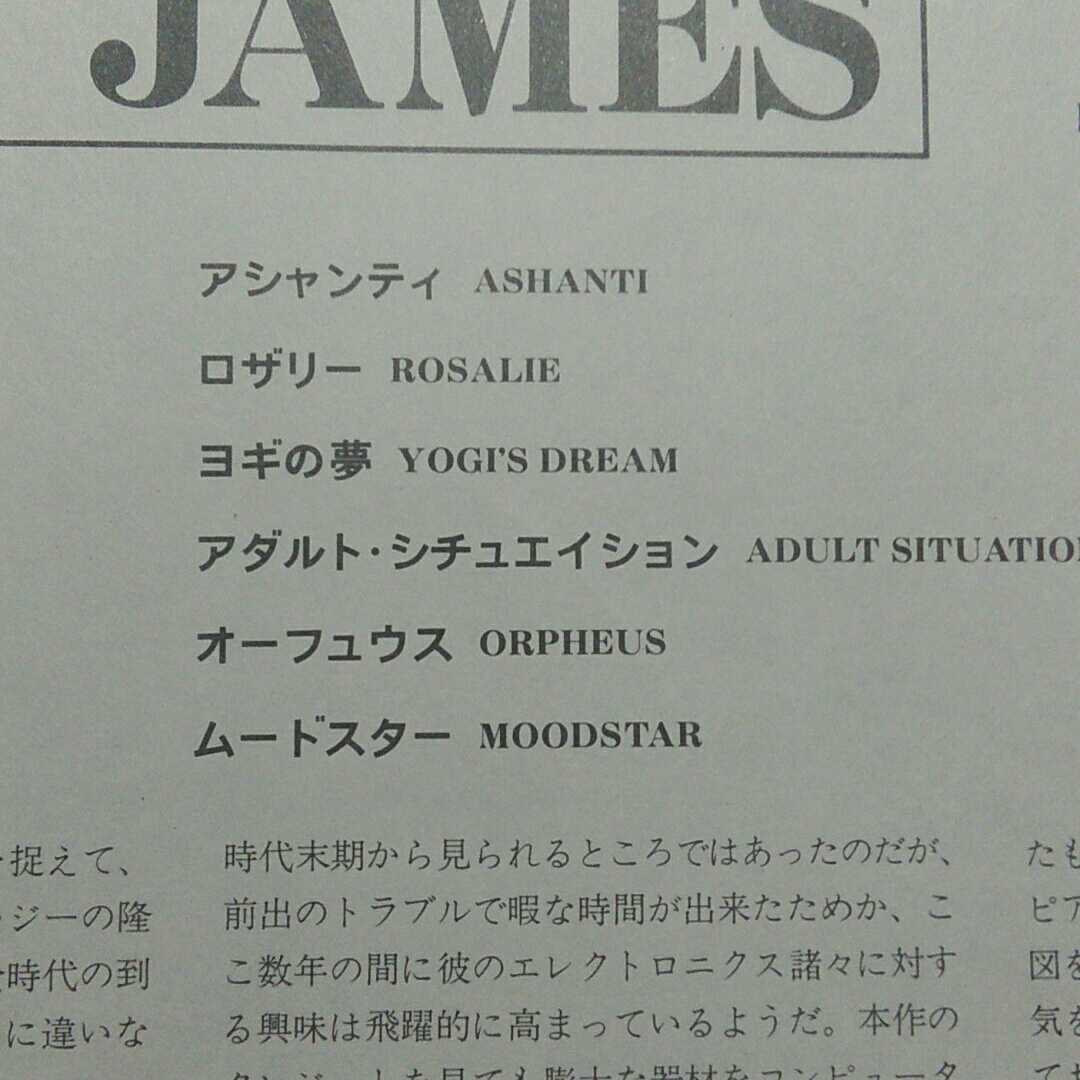 JAMES
アシャンティ ASHANTI
ロザリー ROSALIE
ヨギの夢 YOGI'S DREAM
アダルト・シチュエイション ADULT SITUATION
オーフュウス ORPHEUS
ムードスター MOODSTAR
捉えて、
ジーの隆
時代の到
に違いな
時代末期から見られるところではあったのだが、
前出のトラブルで暇な時間が出来たためか、こ
こ数年の間に彼のエレクトロニクス諸々に対す
る興味は飛躍的に高まっているようだ。本作の
たも
ピア
図を
気を